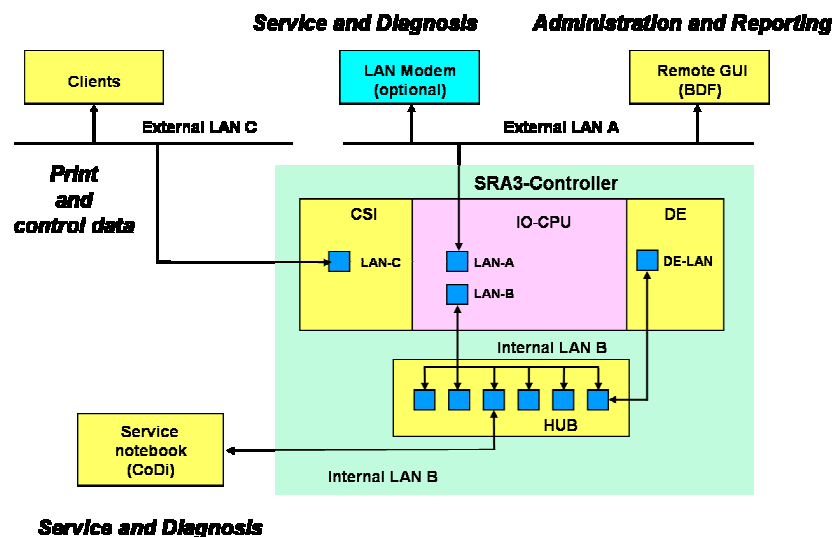 Service and Diagnosis
Administration and Reporting
Clients
LAN Modem
(optional)
Remote GUI
(BDF)
External LAN C
External LAN A
Print
and
control data
SRA3-Controller
CSI
IO-CPU
DE
LAN-C
LAN-A
DE-LAN
LAN-B
Internal LAN B
HUB
Service
notebook
(CoDi)
Internal LAN B
Service and Diagnosis